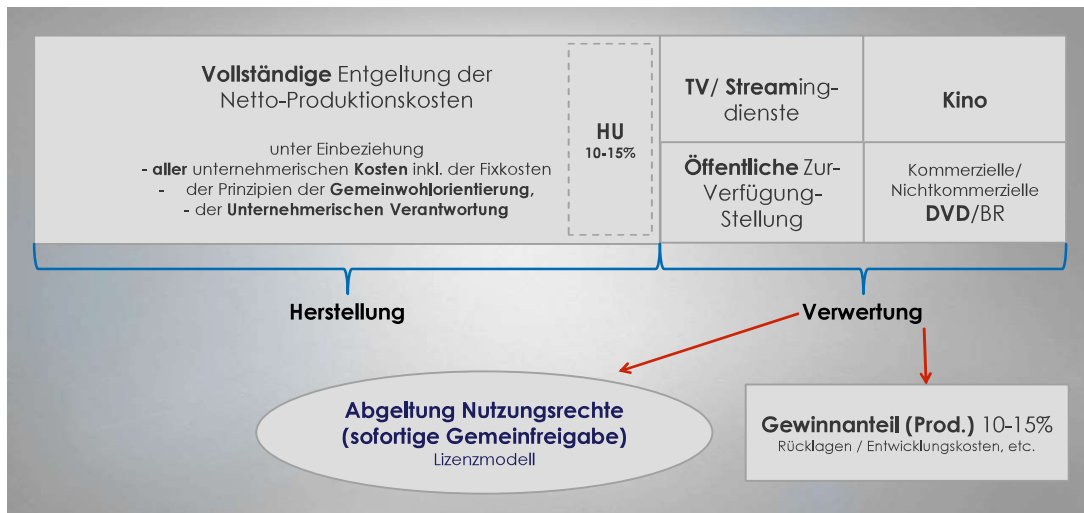 Vollständige Entgeltung der
Netto-Produktionskosten
unter Einbeziehung
- aller unternehmerischen Kosten inkl. der Fixkosten
- der Prinzipien der Gemeinwohlorientierung,
- der Unternehmerischen Verantwortung
HU
10-15%
TV/ Streaming-
dienste
Kino
Öffentliche Zur-
Verfügung-
Stellung
Kommerzielle/
Nichtkommerzielle
DVD/BR
Herstellung
Verwertung
Abgeltung Nutzungsrechte
(sofortige Gemeinfreigabe)
Lizenzmodell
Gewinnanteil (Prod.) 10-15%
Rücklagen / Entwicklungskosten, etc.